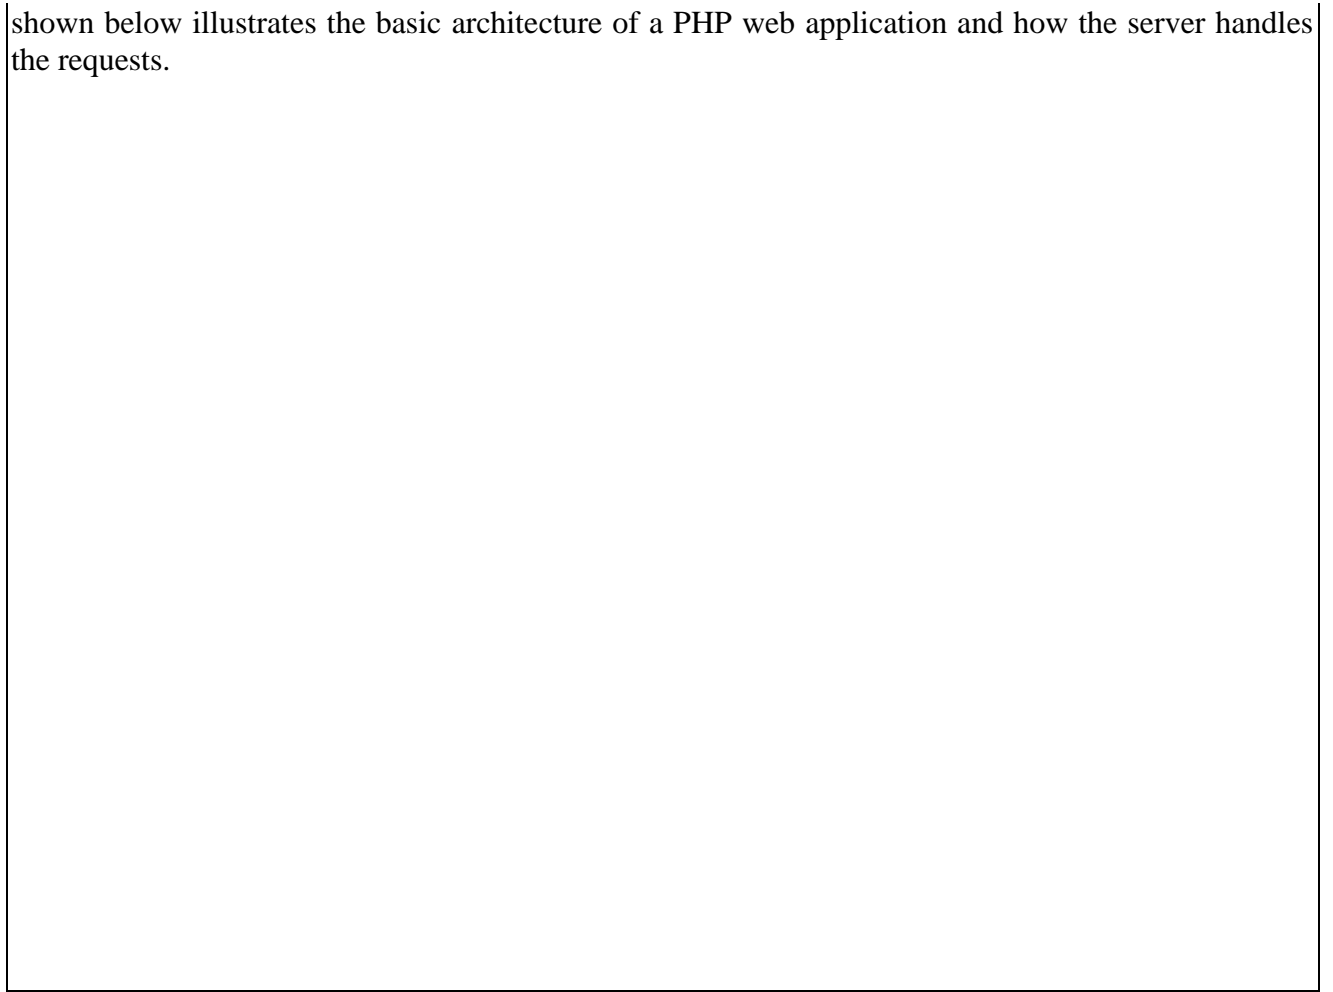 shown below illustrates the basic architecture of a PHP web application and how the server handles
the requests.